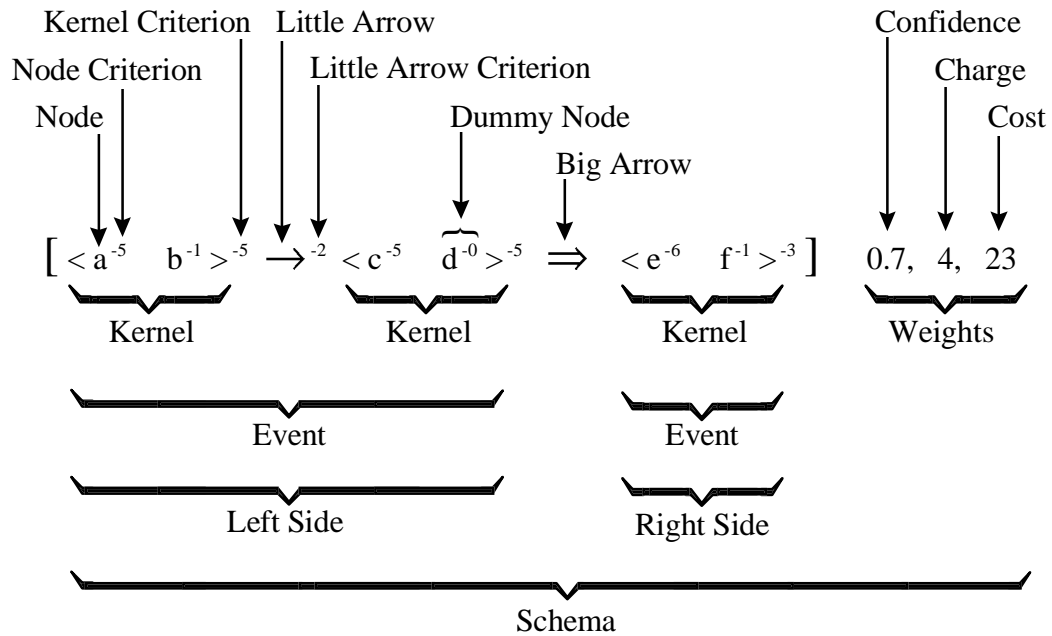 Kernel Criterion Little Arrow Confidence
Node Criterion Little Arrow Criterion Charge
Node Dummy Node Cost
Big Arrow
[ < a -5 b -1 > -5 → -2 < c -5 d -0 > -5 ⇒ < e -6 f -1 > -3 ] 0.7, 4, 23
Kernel Kernel Kernel Weights
Event Event
Left Side Right Side
Schema